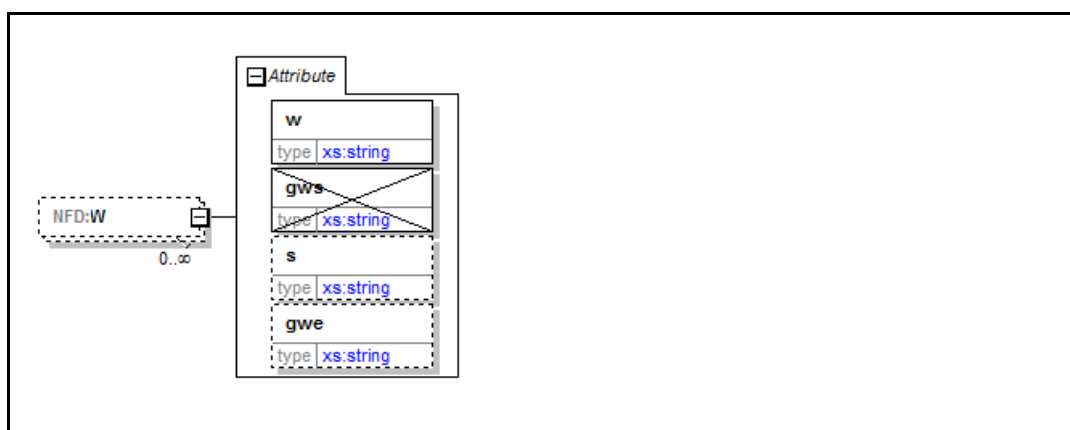 Attribute
w
type xs:string
gws
type xs:string
NFD:W
0..∞
s
type xs:string
gwe
type xs:string